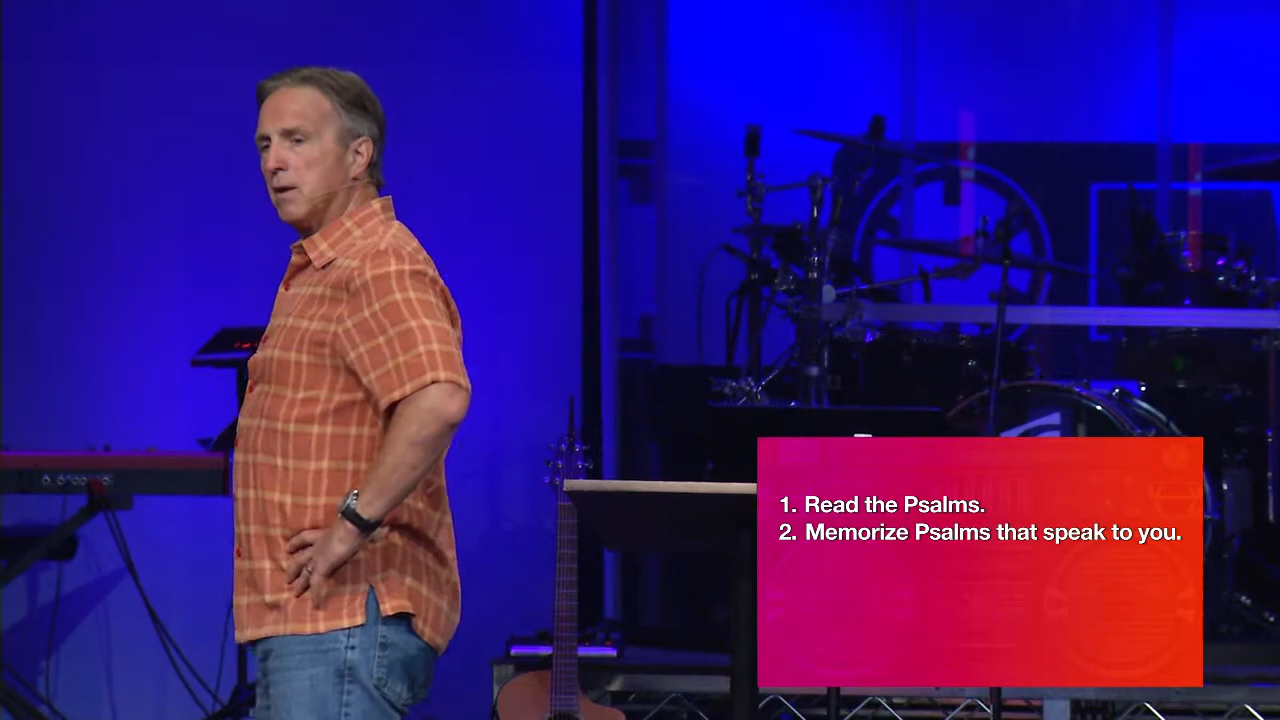 1. Read the Psalms.
2. Memorize Psalms that speak to you.